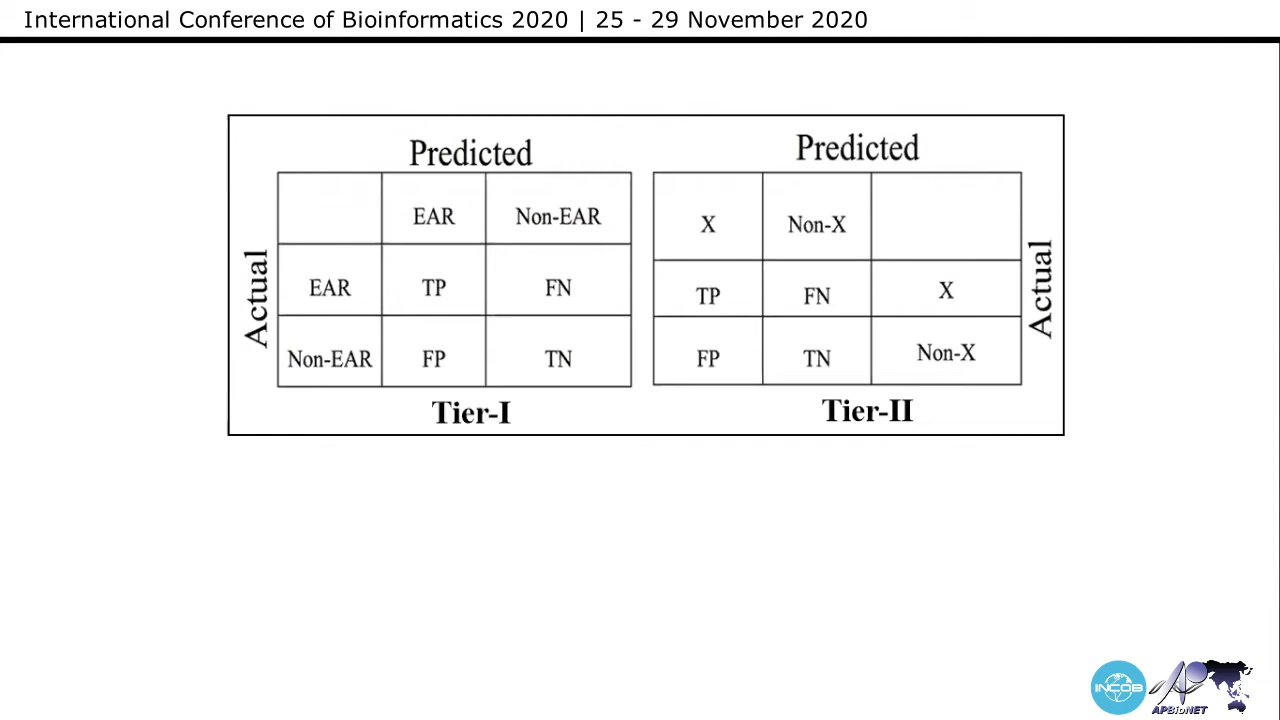 International Conference of Bioinformatics 2020 | 25 - 29 November 2020
Predicted
EAR Non-EAR
Actual
EAR TP FN
Non-EAR FP TN
Tier-I
Predicted
X Non-X
TP FN X
Actual
FP TN Non-X
Tier-II
INCOB
APBioNET